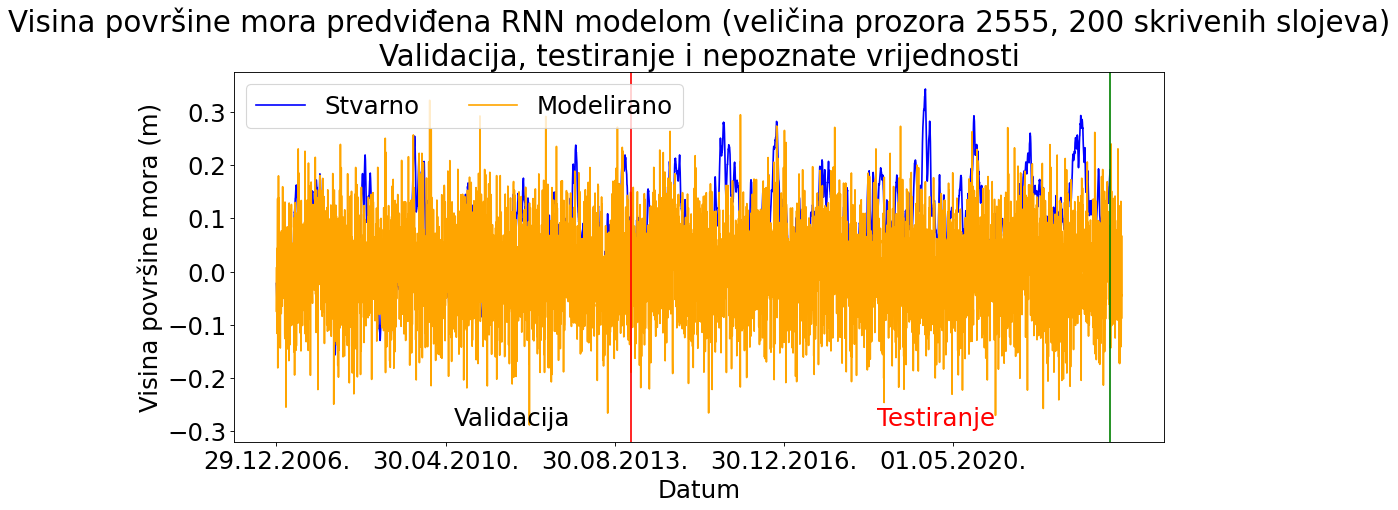 Visina površine mora predviđena RNN modelom (veličina prozora 2555, 200 skrivenih slojeva)
Validacija, testiranje i nepoznate vrijednosti
Stvarno
Modelirano
Visina površine mora (m)
0.3
0.2
0.1
0.0
−0.1
−0.2
−0.3
Validacija
Testiranje
29.12.2006.
30.04.2010.
30.08.2013.
30.12.2016.
01.05.2020.
Datum